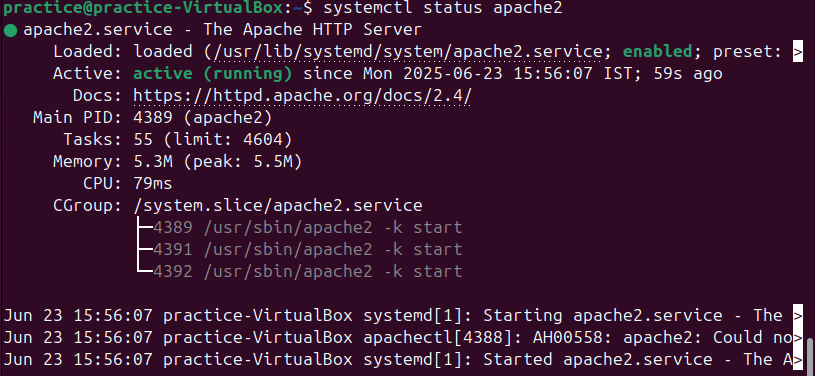 practice@practice-VirtualBox:~$ systemctl status apache2
● apache2.service - The Apache HTTP Server
     Loaded: loaded (/usr/lib/systemd/system/apache2.service; enabled; preset: >
     Active: active (running) since Mon 2025-06-23 15:56:07 IST; 59s ago
       Docs: https://httpd.apache.org/docs/2.4/
   Main PID: 4389 (apache2)
      Tasks: 55 (limit: 4604)
     Memory: 5.3M (peak: 5.5M)
        CPU: 79ms
     CGroup: /system.slice/apache2.service
             ├─4389 /usr/sbin/apache2 -k start
             ├─4391 /usr/sbin/apache2 -k start
             └─4392 /usr/sbin/apache2 -k start
Jun 23 15:56:07 practice-VirtualBox systemd[1]: Starting apache2.service - The >
Jun 23 15:56:07 practice-VirtualBox apachectl[4388]: AH00558: apache2: Could no>
Jun 23 15:56:07 practice-VirtualBox systemd[1]: Started apache2.service - The A>